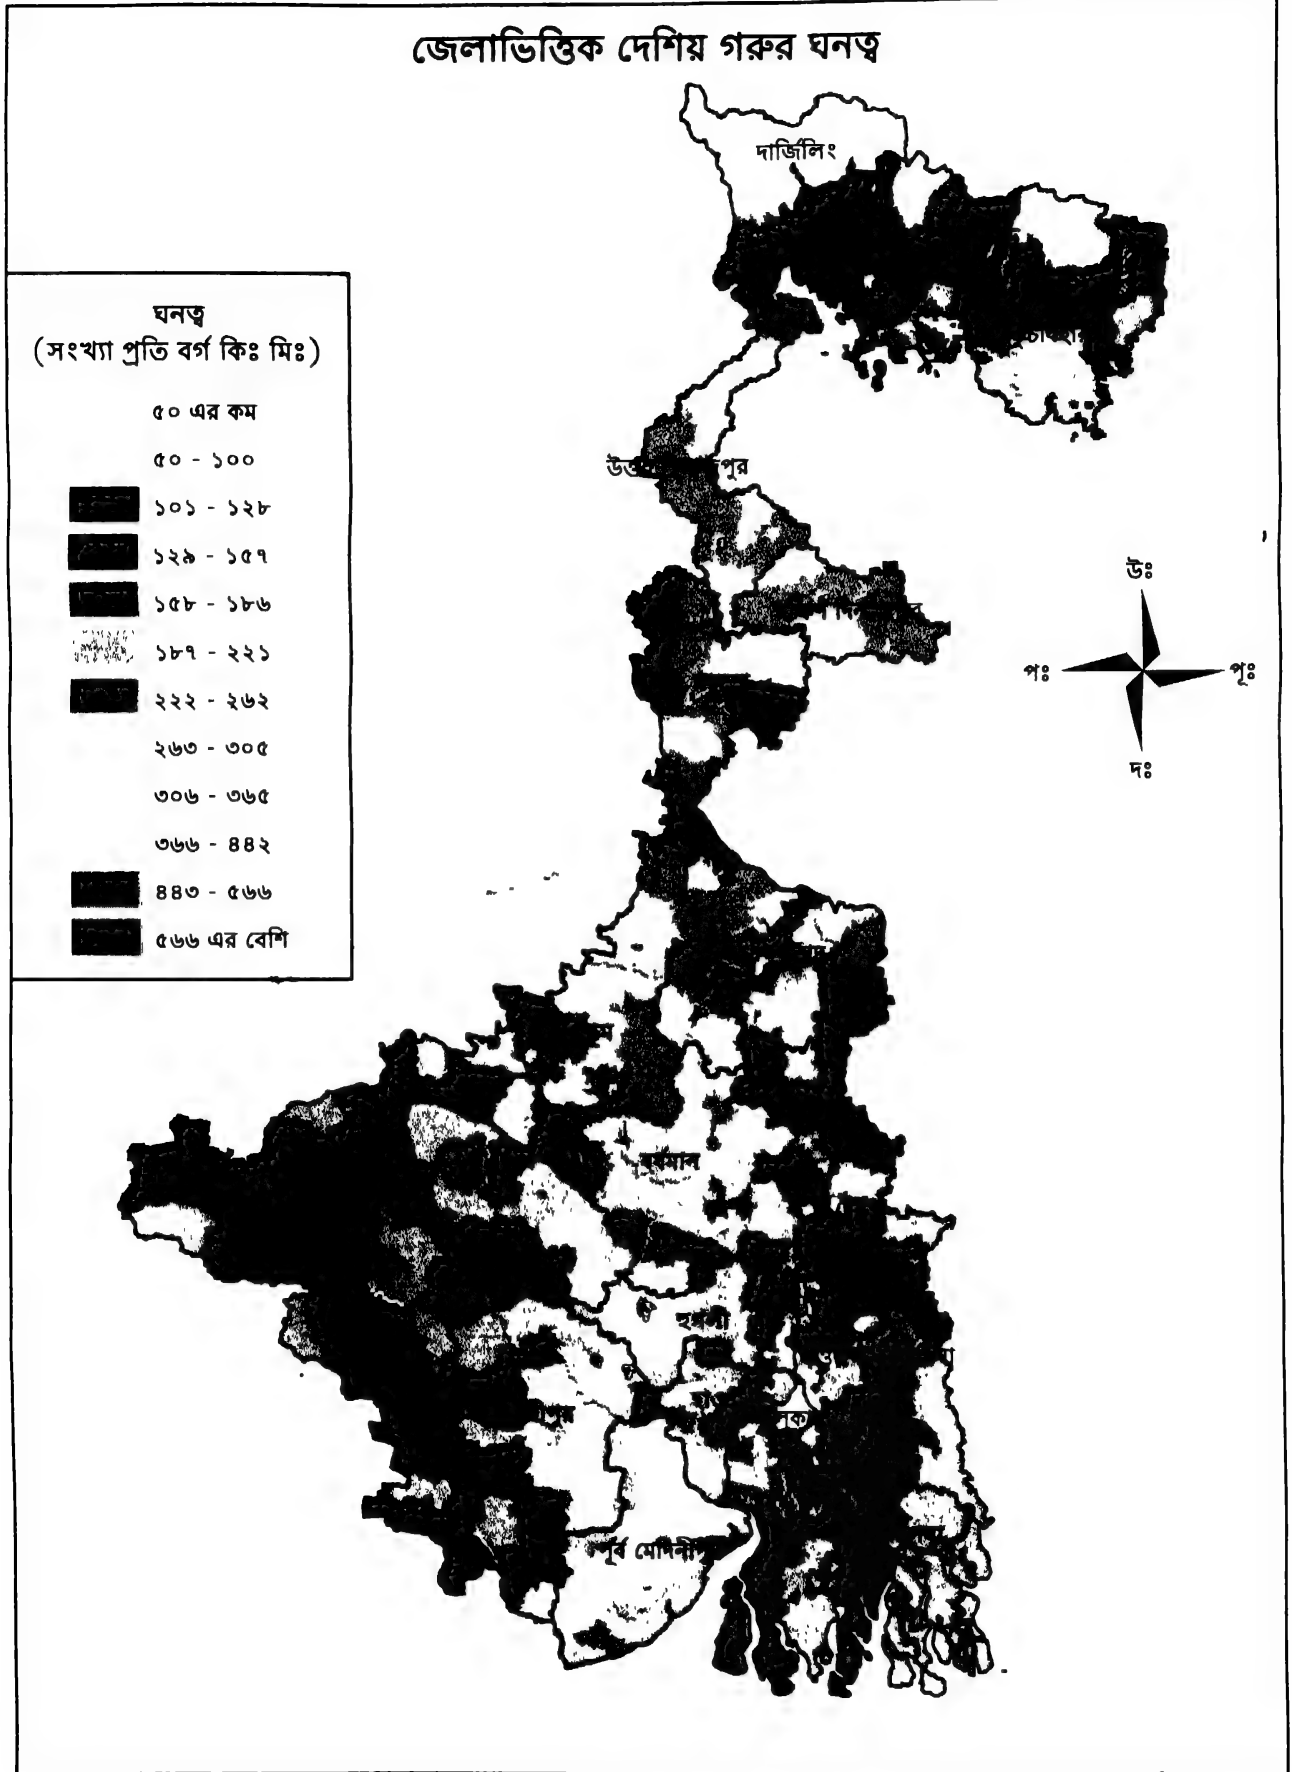 জেলাভিত্তিক দেশিয় গরুর ঘনত্ব
দার্জিলিং
ঘনত্ব
(সংখ্যা প্রতি বর্গ কিঃ মিঃ)
৫০ এর কম
৫০ - ১০০
১০১ - ১২৮
১২৯ - ১৫৭
১৫৮ - ১৮৬
১৮৭ - ২২১
২২২ - ২৬২
২৬৩ - ৩০৫
৩০৬ - ৩৬৫
৩৬৬ - ৪৪২
৪৪৩ - ৫৬৬
৫৬৬ এর বেশি
উঃ
পঃ
পূঃ
দঃ
বর্ধমান
হুগলী